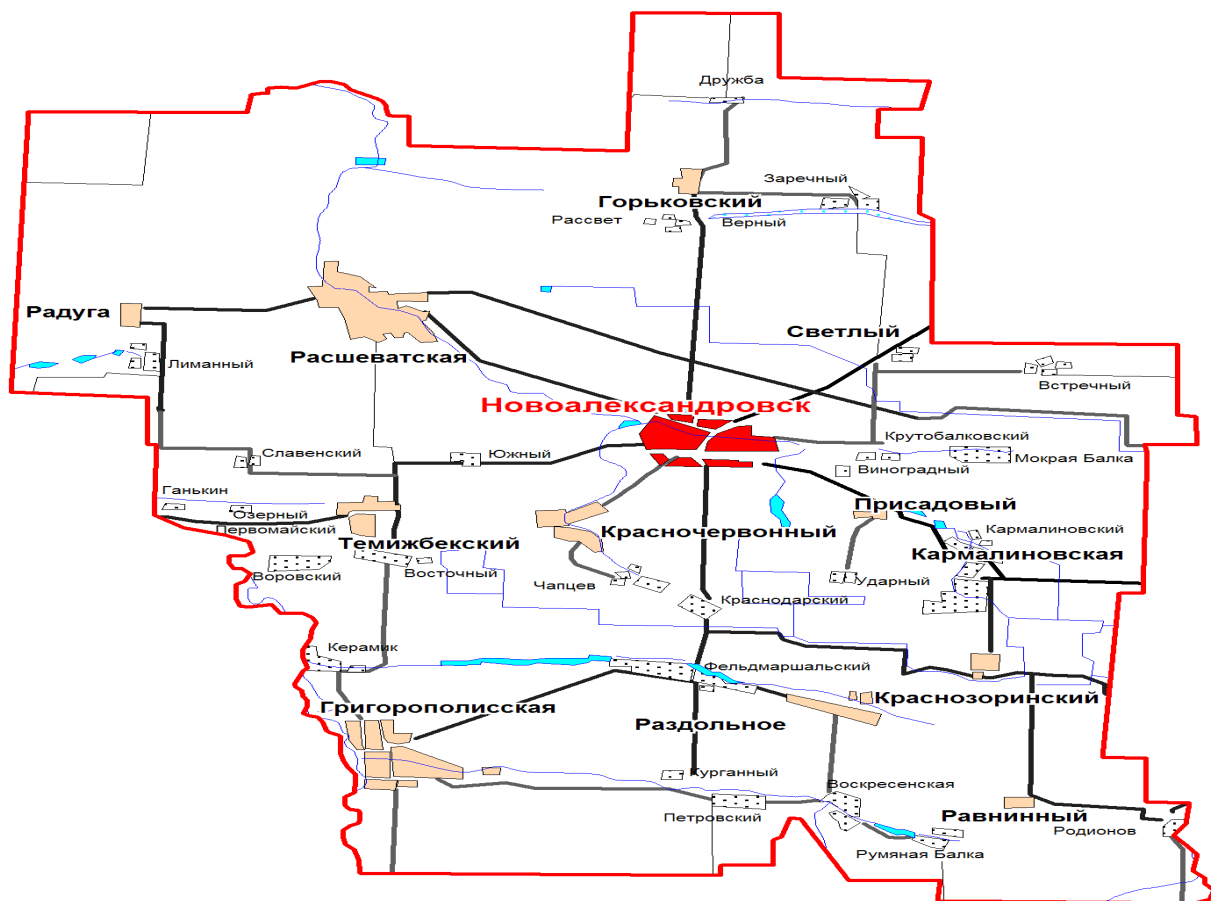 Дружба
Заречный
Горьковский
Рассвет
Верный
Радуга
Светлый
Расшеватская
Лиманный
Встречный
Новоалександровск
Крутобалковский
Славенский
Южный
Мокрая Балка
Виноградный
Ганькин
Озерный
Присадовый
Первомайский
Красночервонный
Кармалиновский
Темижбекский
Кармалиновская
Воровский
Восточный
Чапцев
Ударный
Краснодарский
Керамик
Фельдмаршальский
Краснозоринский
Григорополисская
Раздольное
Курганный
Воскресенская
Петровский
Равнинный
Родионов
Румяная Балка